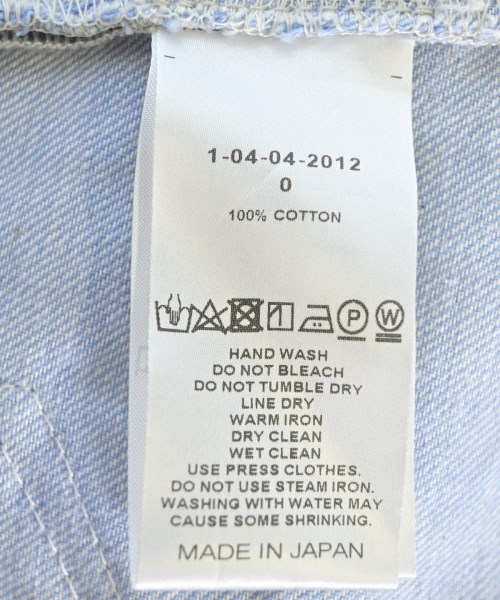 1-04-04-2012
0
100% COTTON
P W
HAND WASH
DO NOT BLEACH
DO NOT TUMBLE DRY
LINE DRY
WARM IRON
DRY CLEAN
WET CLEAN
USE PRESS CLOTHES.
DO NOT USE STEAM IRON.
WASHING WITH WATER MAY
CAUSE SOME SHRINKING.
MADE IN JAPAN